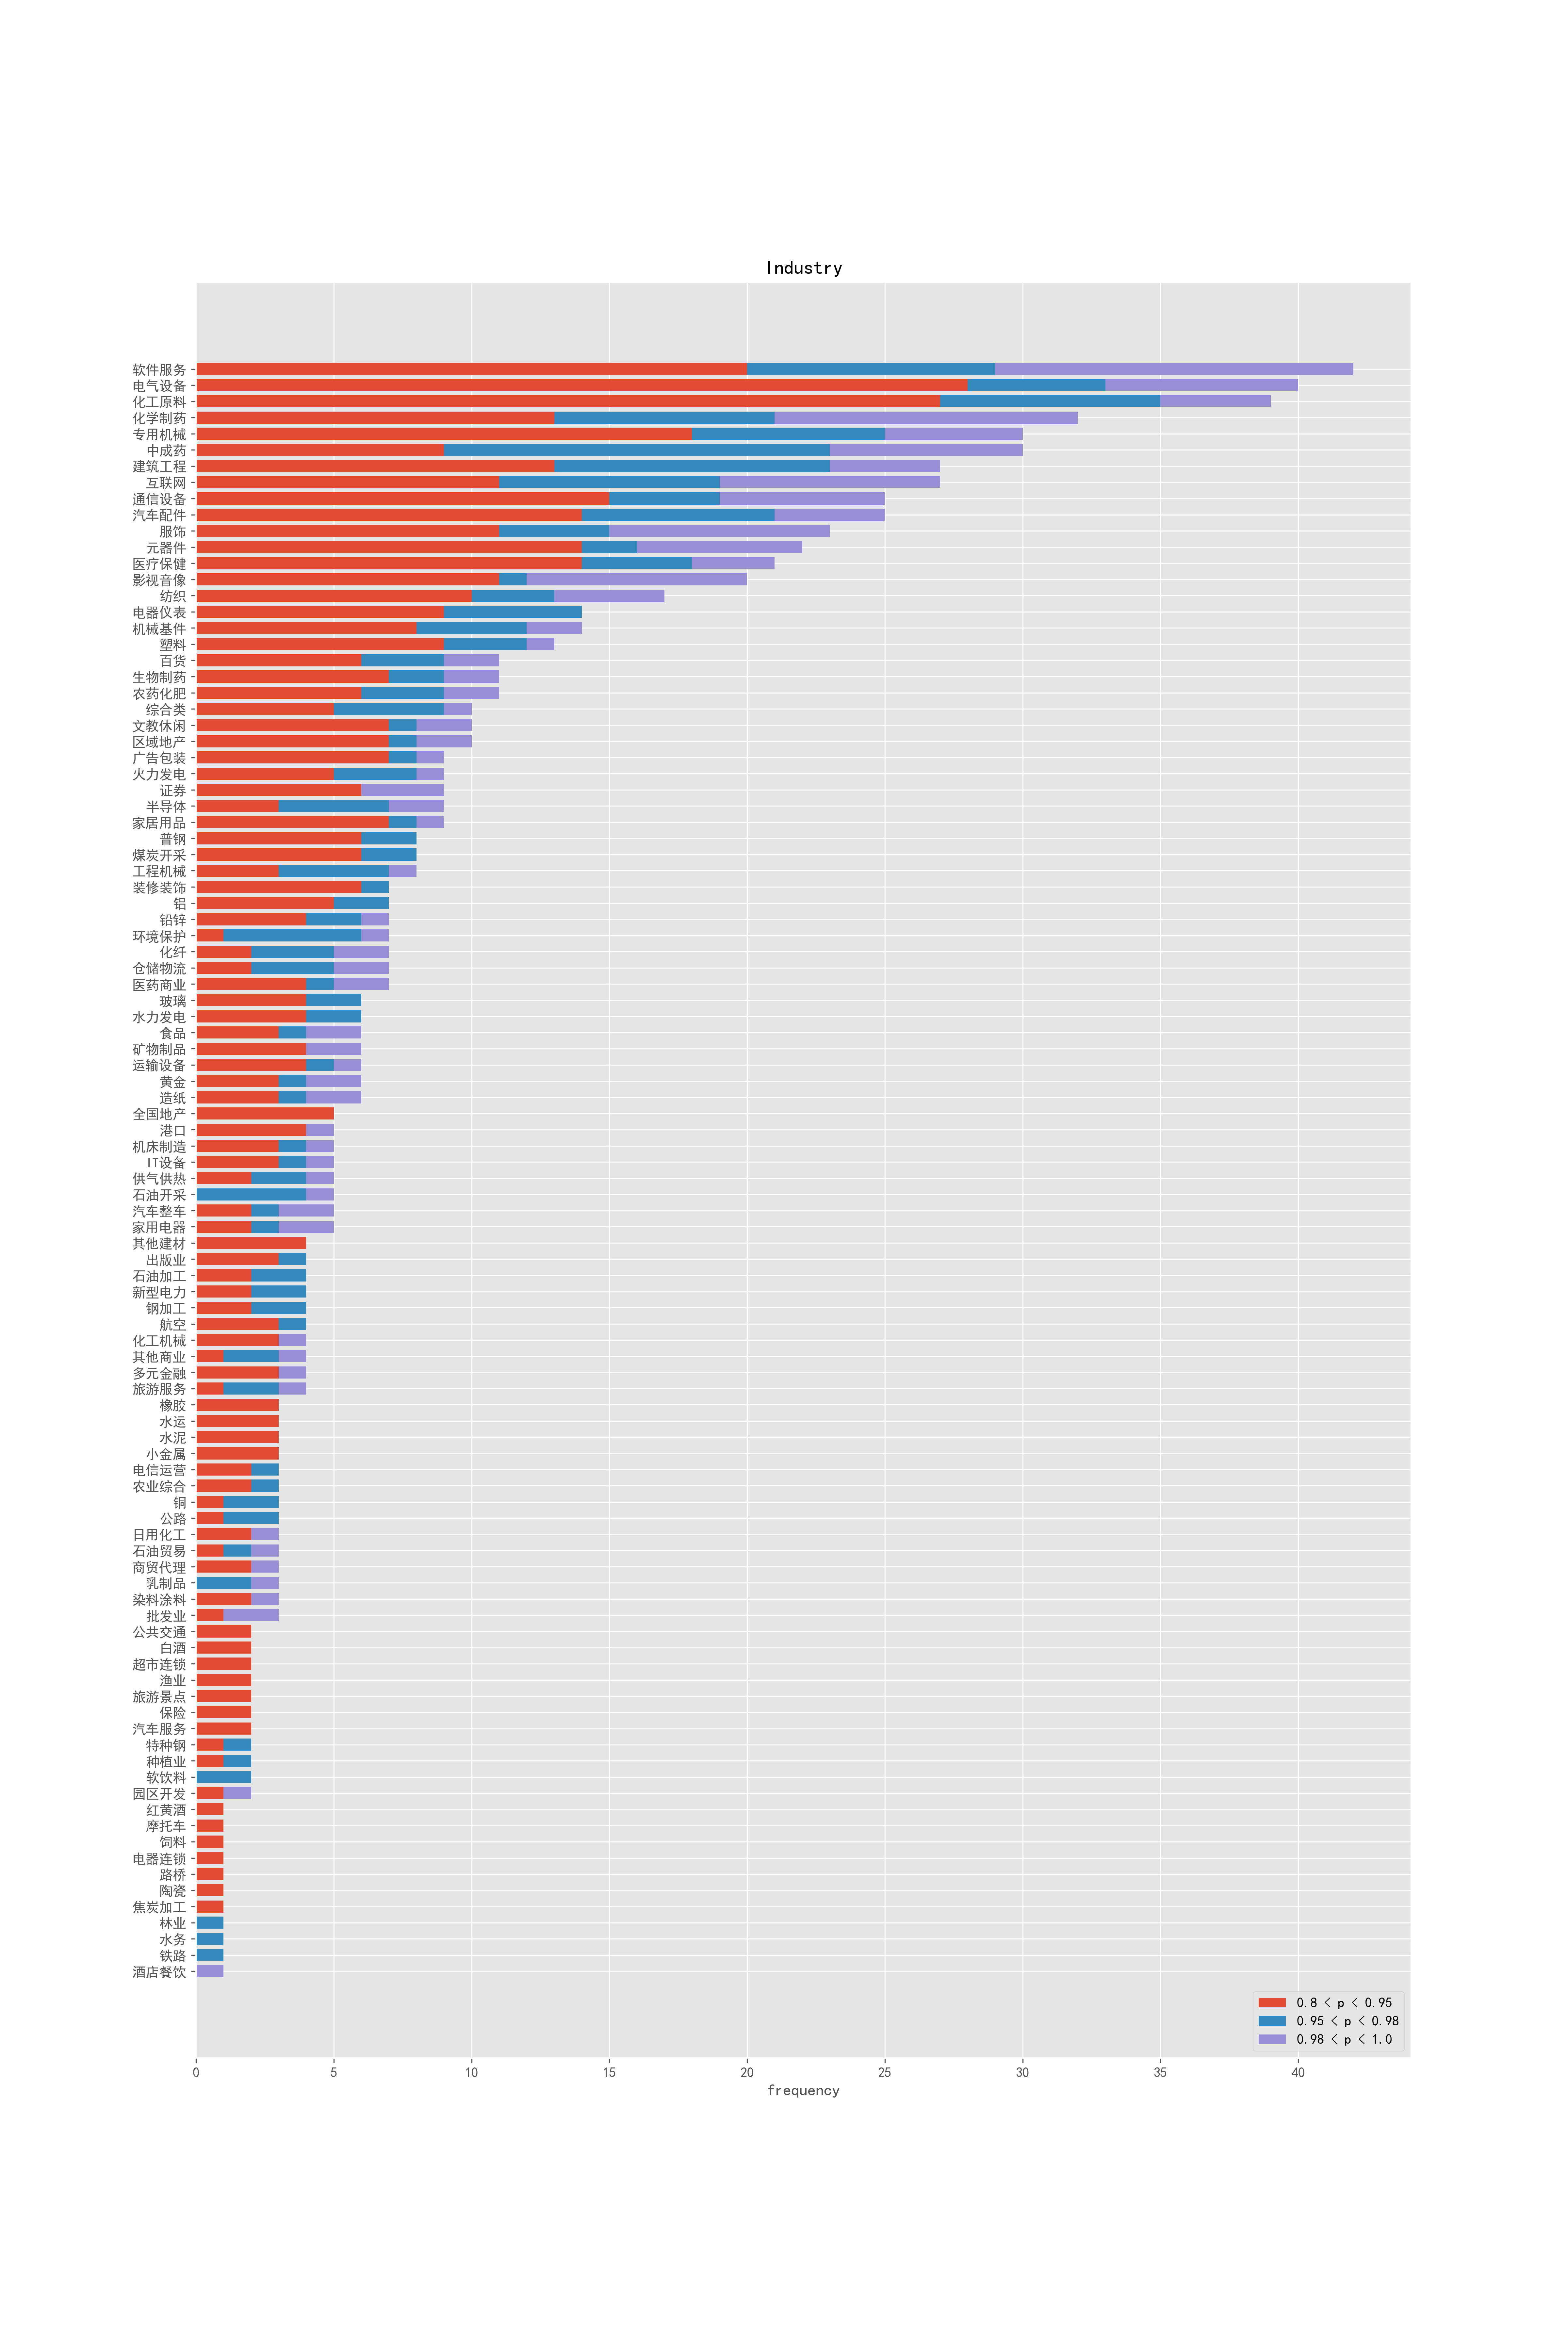 Industry
软件服务
电气设备
化工原料
化学制药
专用机械
中成药
建筑工程
互联网
通信设备
汽车配件
服饰
元器件
医疗保健
影视音像
纺织
电器仪表
机械基件
塑料
百货
生物制药
农药化肥
综合类
文教休闲
区域地产
广告包装
火力发电
证券
半导体
家居用品
普钢
煤炭开采
工程机械
装修装饰
铝
铅锌
环境保护
化纤
仓储物流
医药商业
玻璃
水力发电
食品
矿物制品
运输设备
黄金
造纸
全国地产
港口
机床制造
IT设备
供气供热
石油开采
汽车整车
家用电器
其他建材
出版业
石油加工
新型电力
钢加工
航空
化工机械
其他商业
多元金融
旅游服务
橡胶
水运
水泥
小金属
电信运营
农业综合
铜
公路
日用化工
石油贸易
商贸代理
乳制品
染料涂料
批发业
公共交通
白酒
超市连锁
渔业
旅游景点
保险
汽车服务
特种钢
种植业
软饮料
园区开发
红黄酒
摩托车
饲料
电器连锁
路桥
陶瓷
焦炭加工
林业
水务
铁路
酒店餐饮
0.8 < p < 0.95
0.95 < p < 0.98
0.98 < p < 1.0
0 5 10 15 20 25 30 35 40
frequency